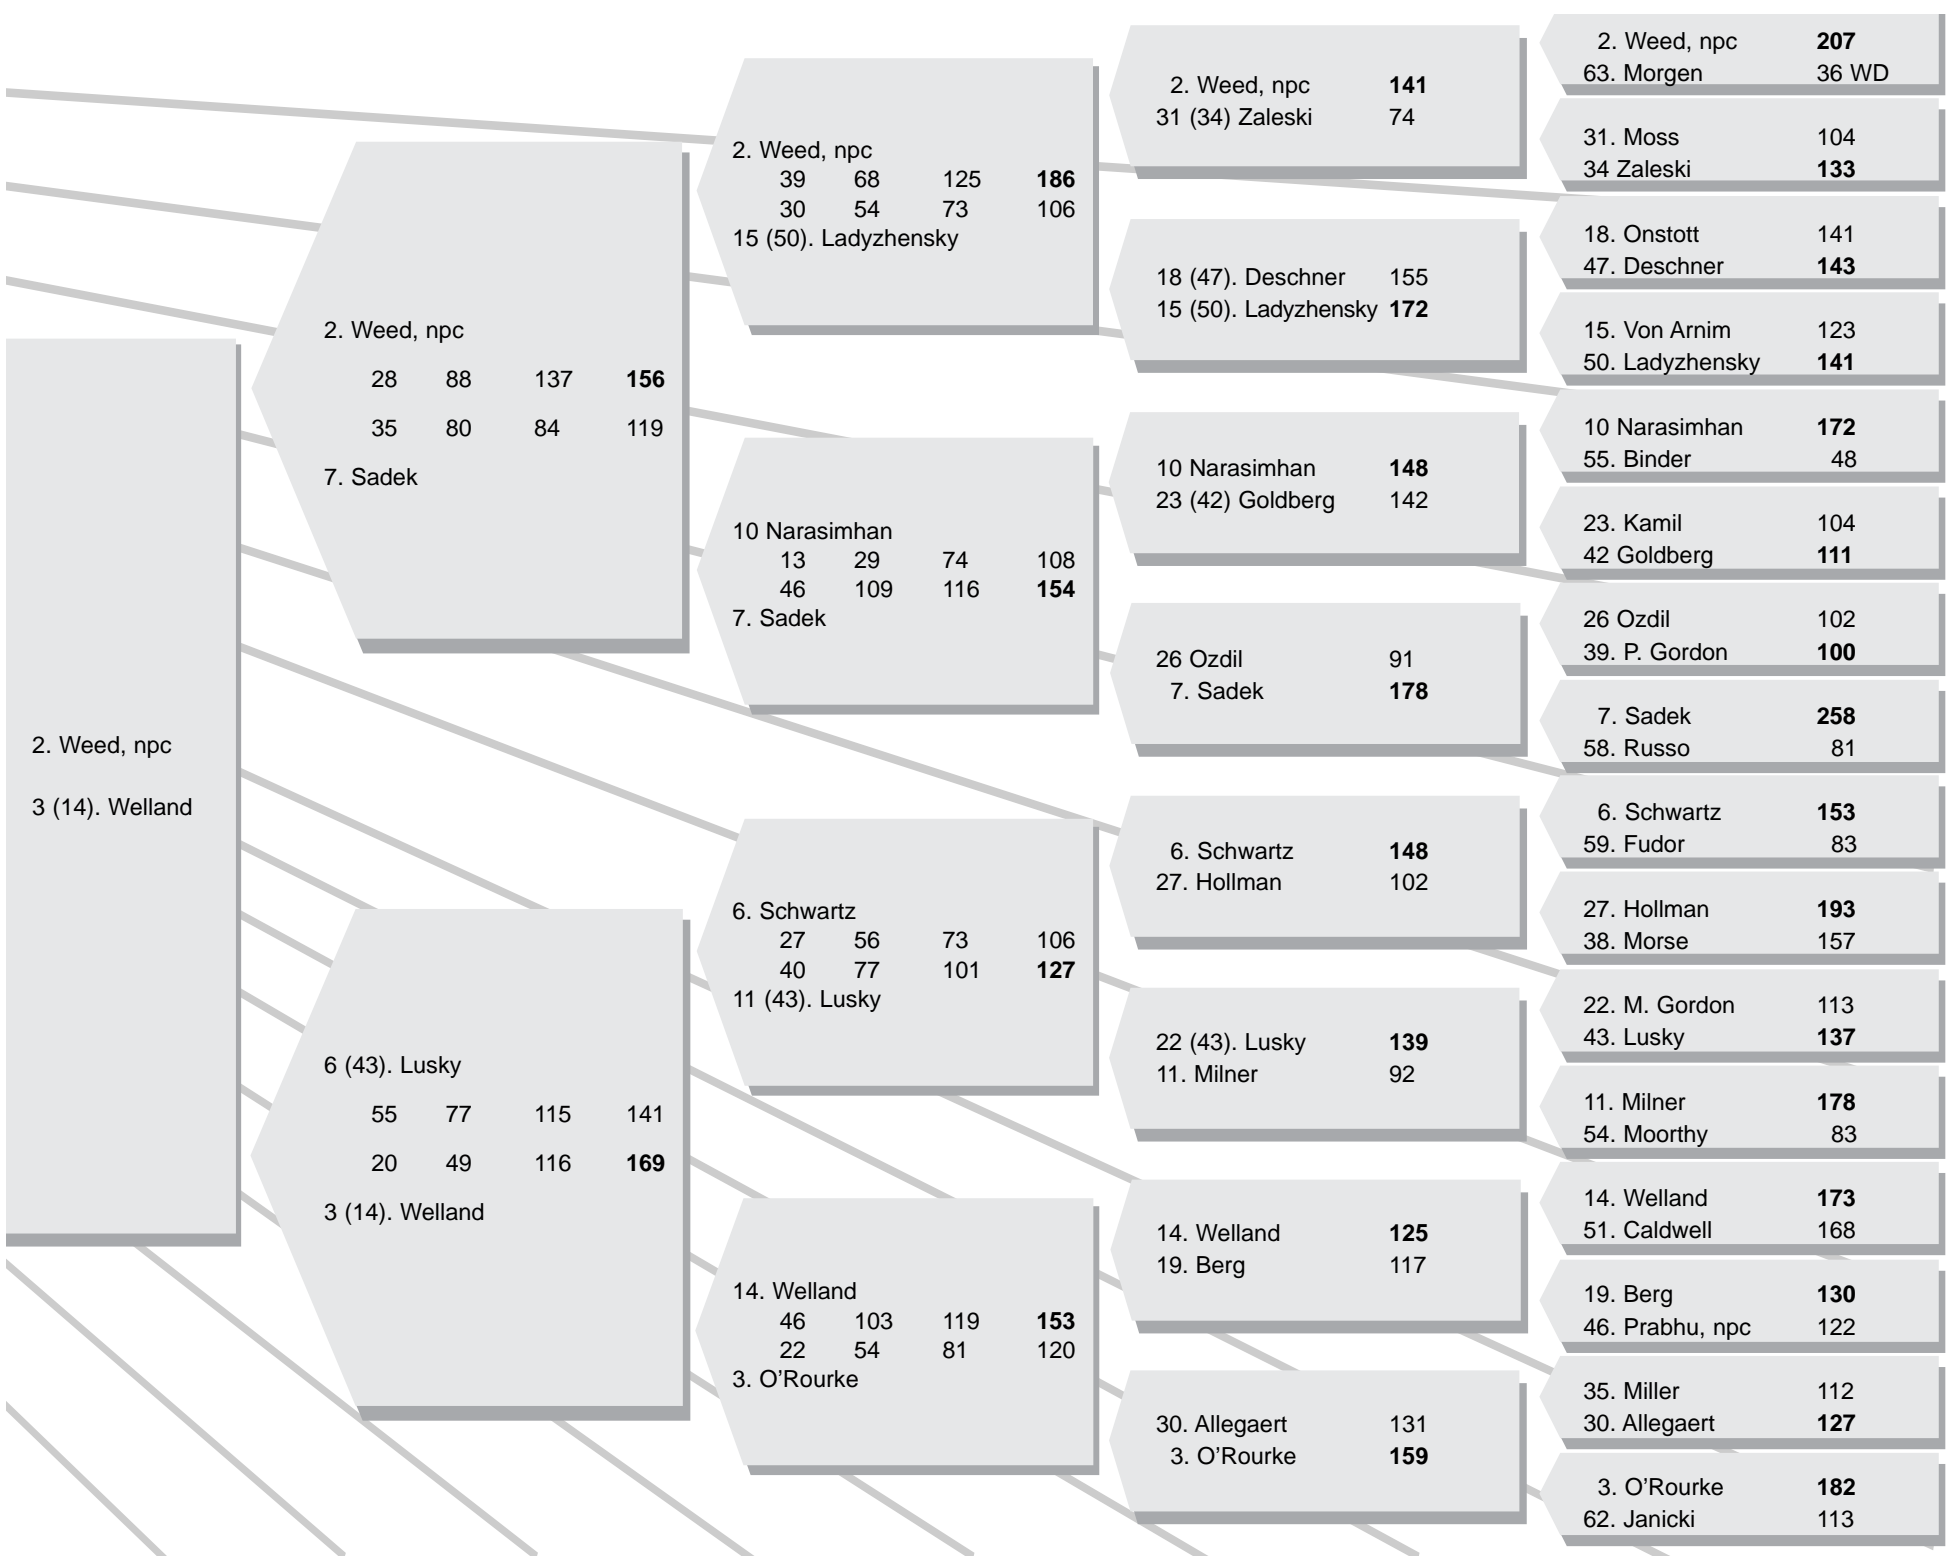 2. Weed, npc
3 (14). Welland
2. Weed, npc
28 88 137 156
35 80 84 119
7. Sadek
6 (43). Lusky
55 77 115 141
20 49 116 169
3 (14). Welland
2. Weed, npc
39 68 125 186
30 54 73 106
15 (50). Ladyzhensky
10 Narasimhan
13 29 74 108
46 109 116 154
7. Sadek
6. Schwartz
27 56 73 106
40 77 101 127
11 (43). Lusky
14. Welland
46 103 119 153
22 54 81 120
3. O’Rourke
2. Weed, npc 141
31 (34) Zaleski 74
18 (47). Deschner 155
15 (50). Ladyzhensky 172
10 Narasimhan 148
23 (42) Goldberg 142
26 Ozdil 91
7. Sadek 178
6. Schwartz 148
27. Hollman 102
22 (43). Lusky 139
11. Milner 92
14. Welland 125
19. Berg 117
30. Allegaert 131
3. O’Rourke 159
2. Weed, npc 207
63. Morgen 36 WD
31. Moss 104
34 Zaleski 133
18. Onstott 141
47. Deschner 143
15. Von Arnim 123
50. Ladyzhensky 141
10 Narasimhan 172
55. Binder 48
23. Kamil 104
42 Goldberg 111
26 Ozdil 102
39. P. Gordon 100
7. Sadek 258
58. Russo 81
6. Schwartz 153
59. Fudor 83
27. Hollman 193
38. Morse 157
22. M. Gordon 113
43. Lusky 137
11. Milner 178
54. Moorthy 83
14. Welland 173
51. Caldwell 168
19. Berg 130
46. Prabhu, npc 122
35. Miller 112
30. Allegaert 127
3. O’Rourke 182
62. Janicki 113